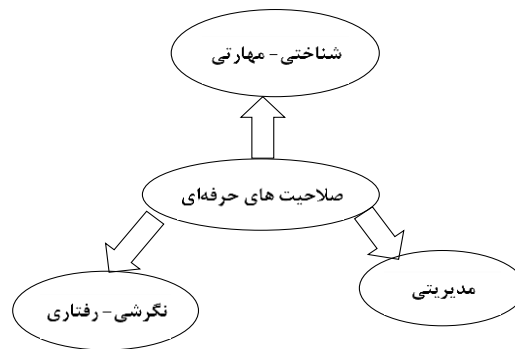 شناختی- مهارتی
صلاحیت های حرفه‌ای
مدیریتی
نگرشی- رفتاری